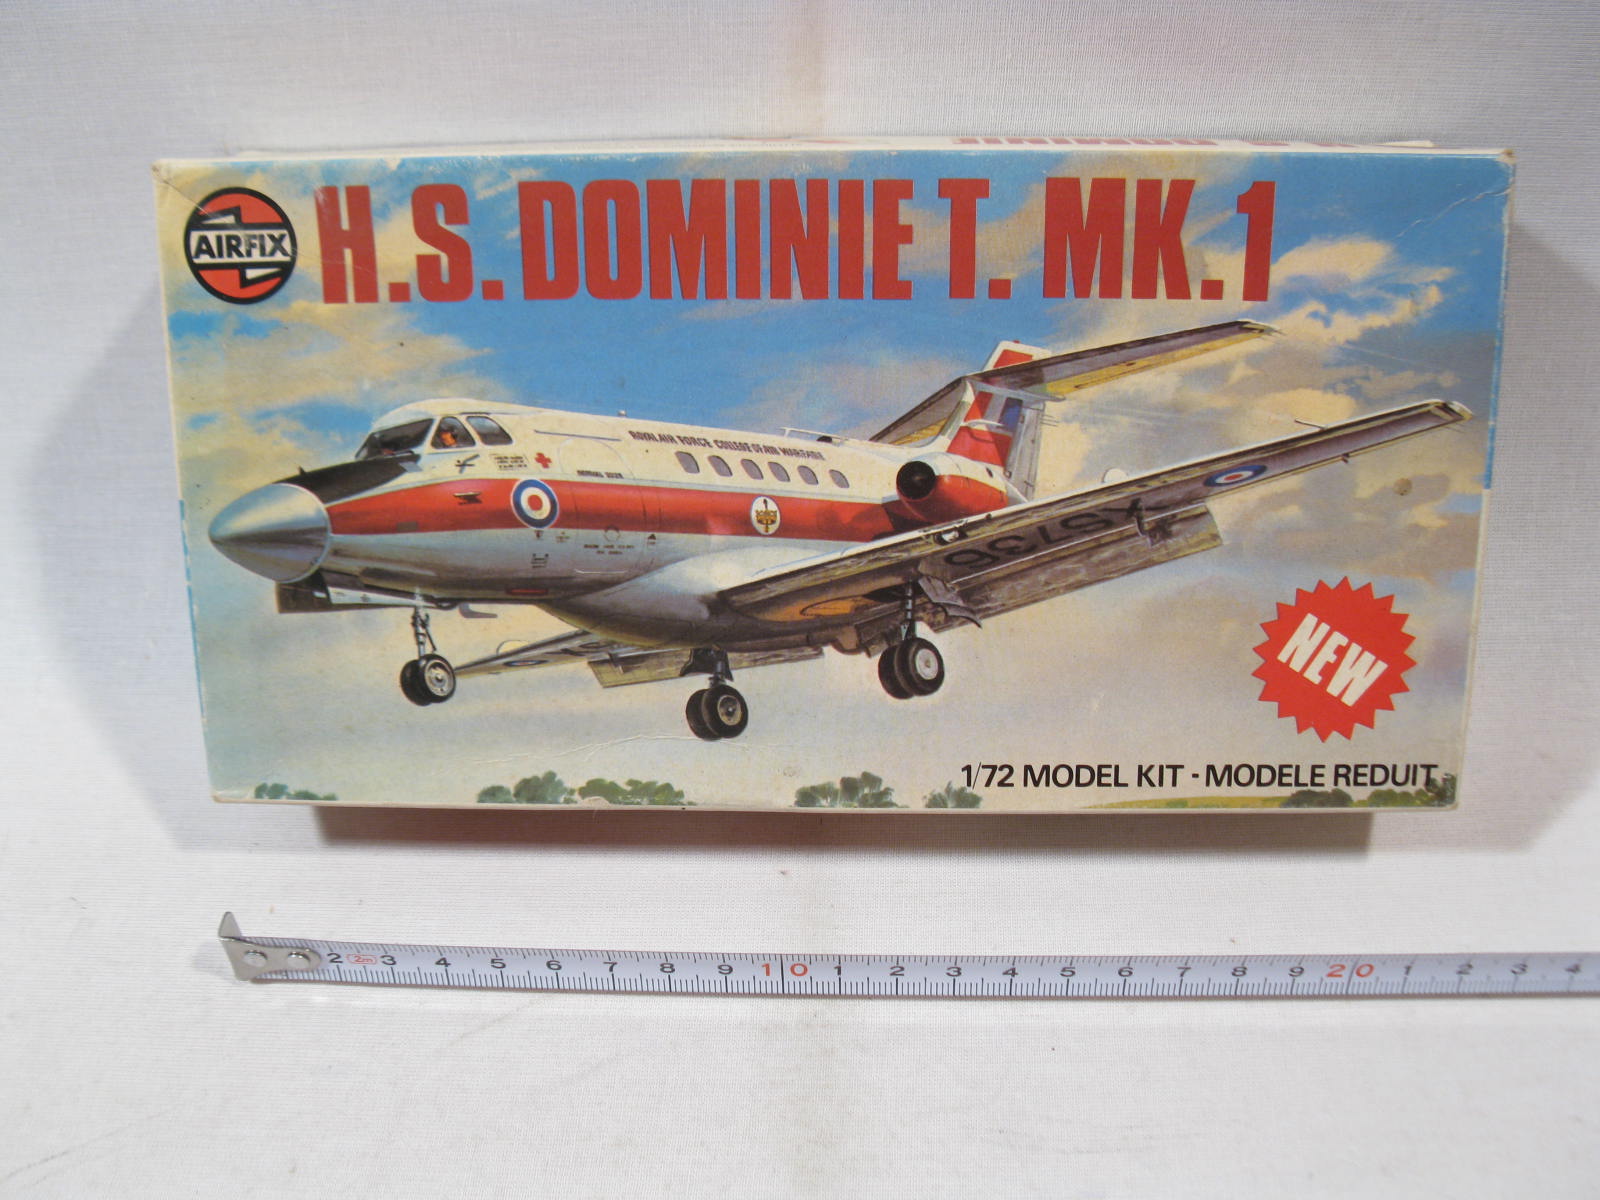 AIRFIX
H.S. DOMINIE T. MK.1
ROYAL AIR FORCE COLLEGE OF AIR WARFARE
XS736
NEW
1/72 MODEL KIT - MODELE REDUIT
2 2m 3 4 5 6 7 8 9 10 1 2 3 4 5 6 7 8 9 20 1 2 3 4